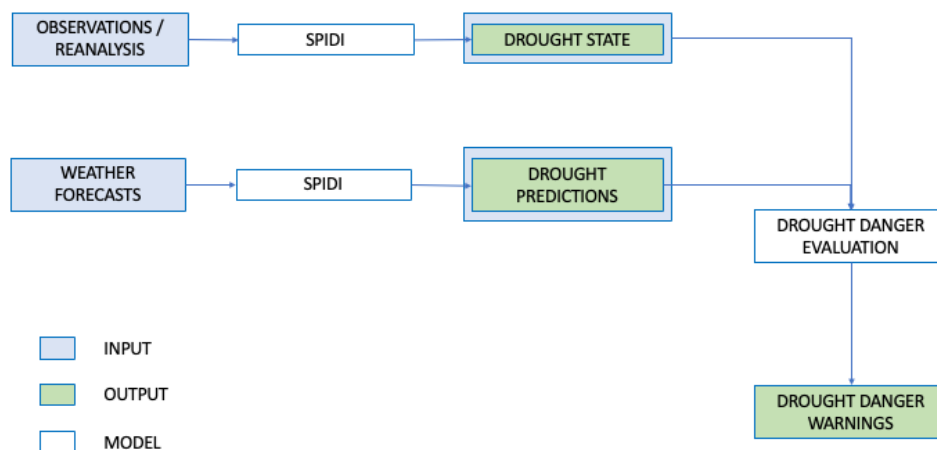 OBSERVATIONS /
REANALYSIS
SPIDI
DROUGHT STATE
WEATHER
FORECASTS
SPIDI
DROUGHT
PREDICTIONS
DROUGHT DANGER
EVALUATION
INPUT
OUTPUT
MODEL
DROUGHT DANGER
WARNINGS